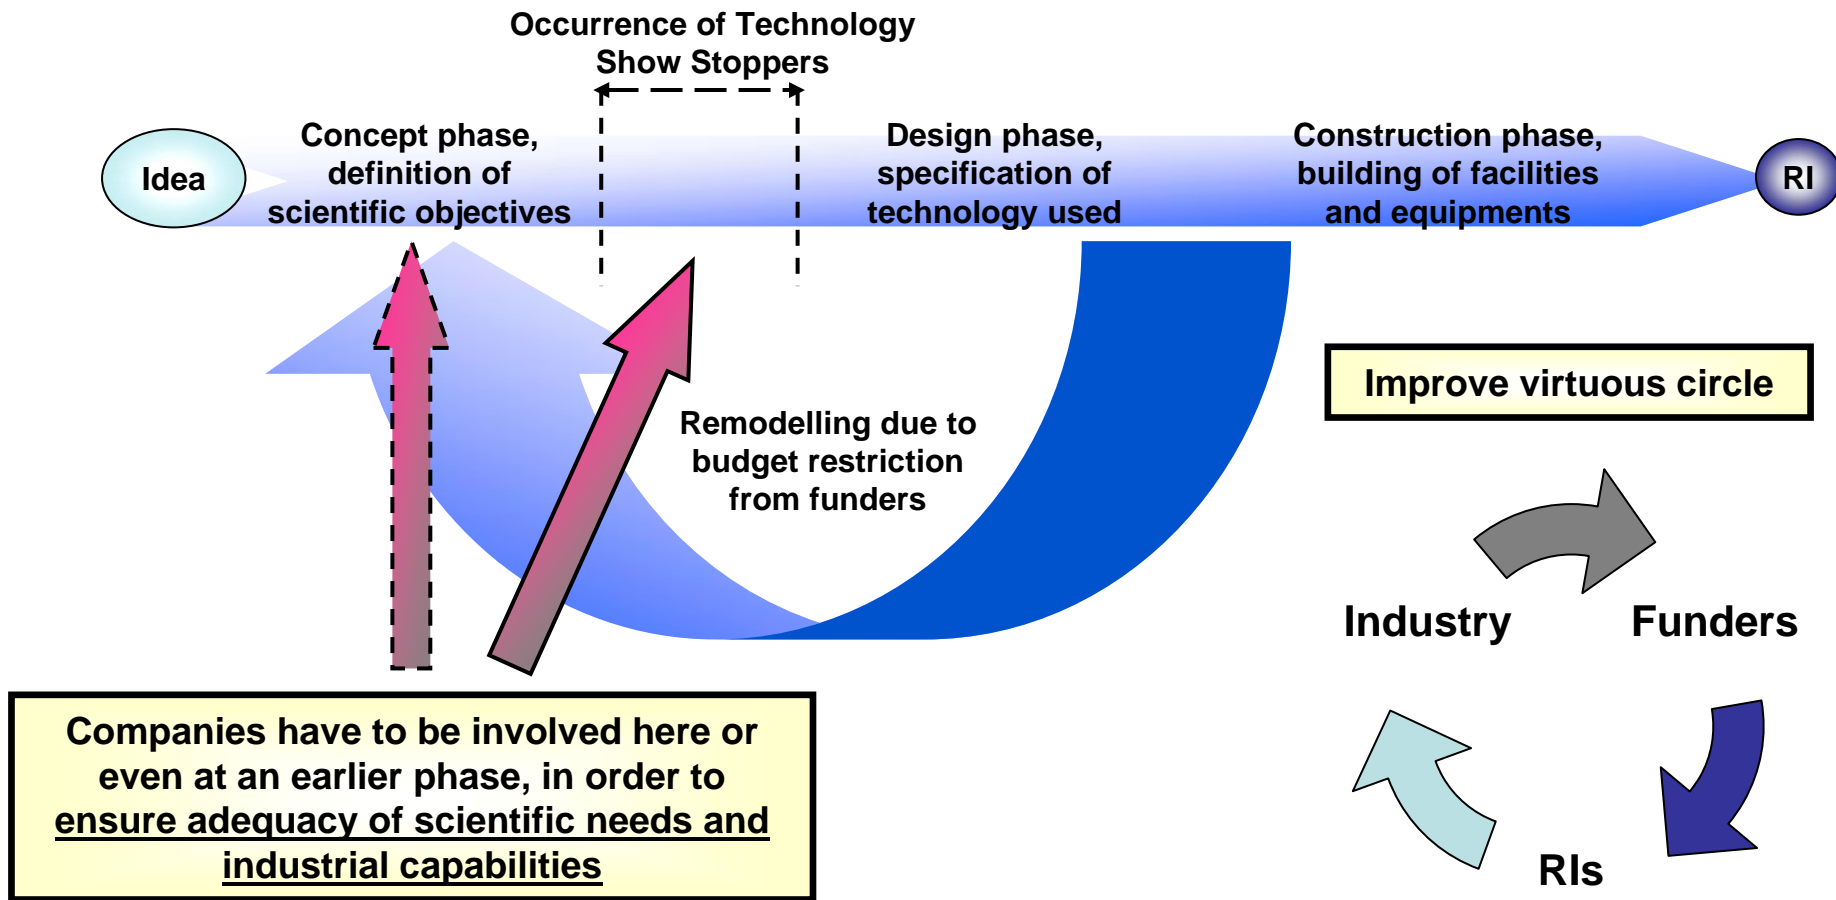 Occurrence of Technology
Show Stoppers
Idea
Concept phase,
definition of
scientific objectives
Design phase,
specification of
technology used
Construction phase,
building of facilities
and equipments
RI
Remodelling due to
budget restriction
from funders
Improve virtuous circle
Industry
Funders
RIs
Companies have to be involved here or
even at an earlier phase, in order to
ensure adequacy of scientific needs and
industrial capabilities